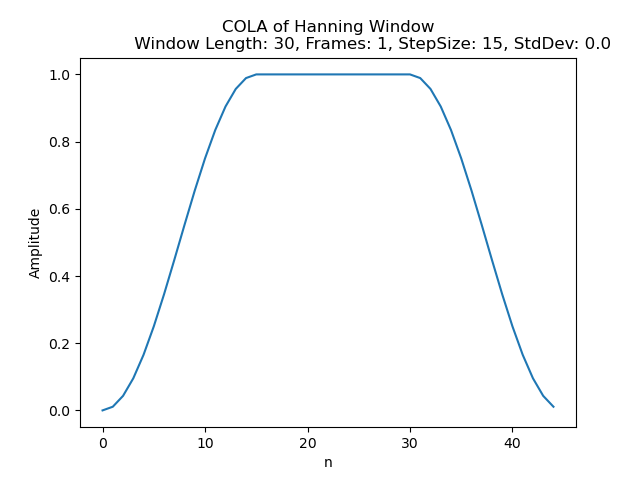 COLA of Hanning Window
Window Length: 30, Frames: 1, StepSize: 15, StdDev: 0.0
1.0
0.8
0.6
0.4
0.2
0.0
Amplitude
0 10 20 30 40
n